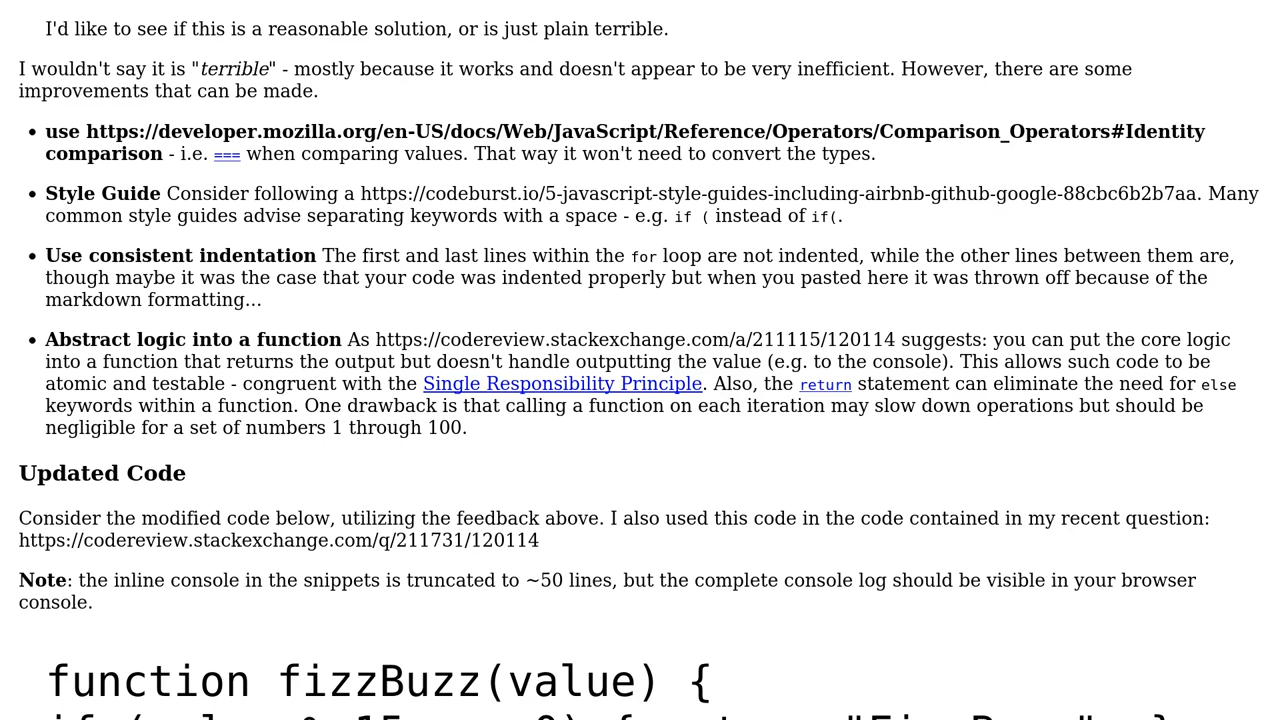 I'd like to see if this is a reasonable solution, or is just plain terrible.
I wouldn't say it is "terrible" - mostly because it works and doesn't appear to be very inefficient. However, there are some
improvements that can be made.
• use https://developer.mozilla.org/en-US/docs/Web/JavaScript/Reference/Operators/Comparison_Operators#Identity
comparison - i.e. === when comparing values. That way it won't need to convert the types.
• Style Guide Consider following a https://codeburst.io/5-javascript-style-guides-including-airbnb-github-google-88cbc6b2b7aa. Many
common style guides advise separating keywords with a space - e.g. if ( instead of if(.
• Use consistent indentation The first and last lines within the for loop are not indented, while the other lines between them are,
though maybe it was the case that your code was indented properly but when you pasted here it was thrown off because of the
markdown formatting...
• Abstract logic into a function As https://codereview.stackexchange.com/a/211115/120114 suggests: you can put the core logic
into a function that returns the output but doesn't handle outputting the value (e.g. to the console). This allows such code to be
atomic and testable - congruent with the Single Responsibility Principle. Also, the return statement can eliminate the need for else
keywords within a function. One drawback is that calling a function on each iteration may slow down operations but should be
negligible for a set of numbers 1 through 100.
Updated Code
Consider the modified code below, utilizing the feedback above. I also used this code in the code contained in my recent question:
https://codereview.stackexchange.com/q/211731/120114
Note: the inline console in the snippets is truncated to ~50 lines, but the complete console log should be visible in your browser
console.
function fizzBuzz(value) {